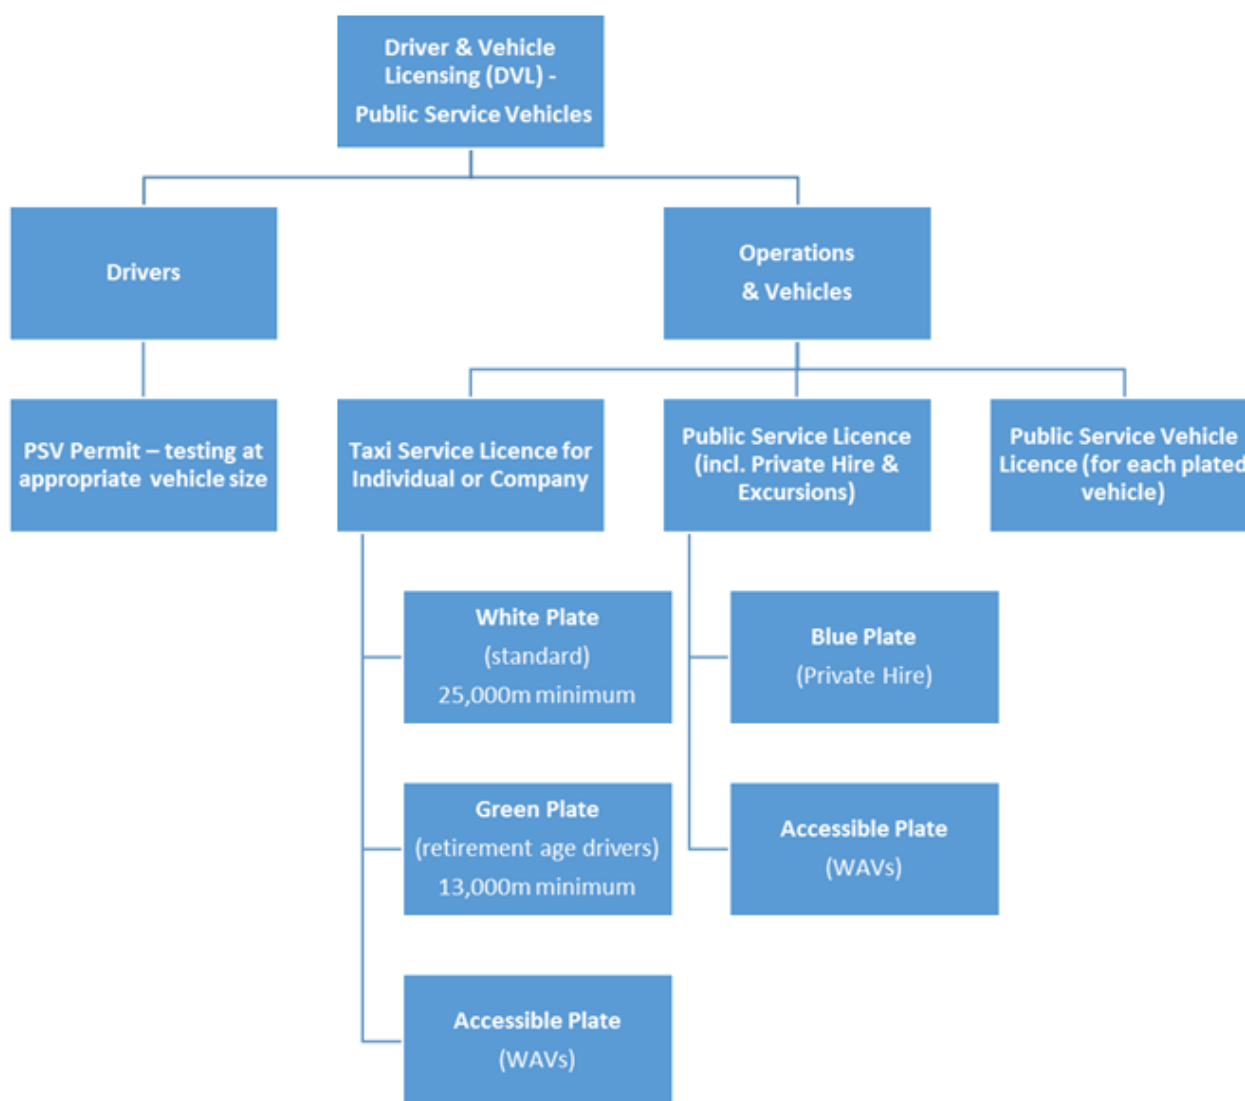 Driver & Vehicle
Licensing (DVL) -
Public Service Vehicles
Drivers
Operations
& Vehicles
PSV Permit – testing at
appropriate vehicle size
Taxi Service Licence for
Individual or Company
Public Service Licence
(incl. Private Hire &
Excursions)
Public Service Vehicle
Licence (for each plated
vehicle)
White Plate
(standard)
25,000m minimum
Blue Plate
(Private Hire)
Green Plate
(retirement age drivers)
13,000m minimum
Accessible Plate
(WAVs)
Accessible Plate
(WAVs)